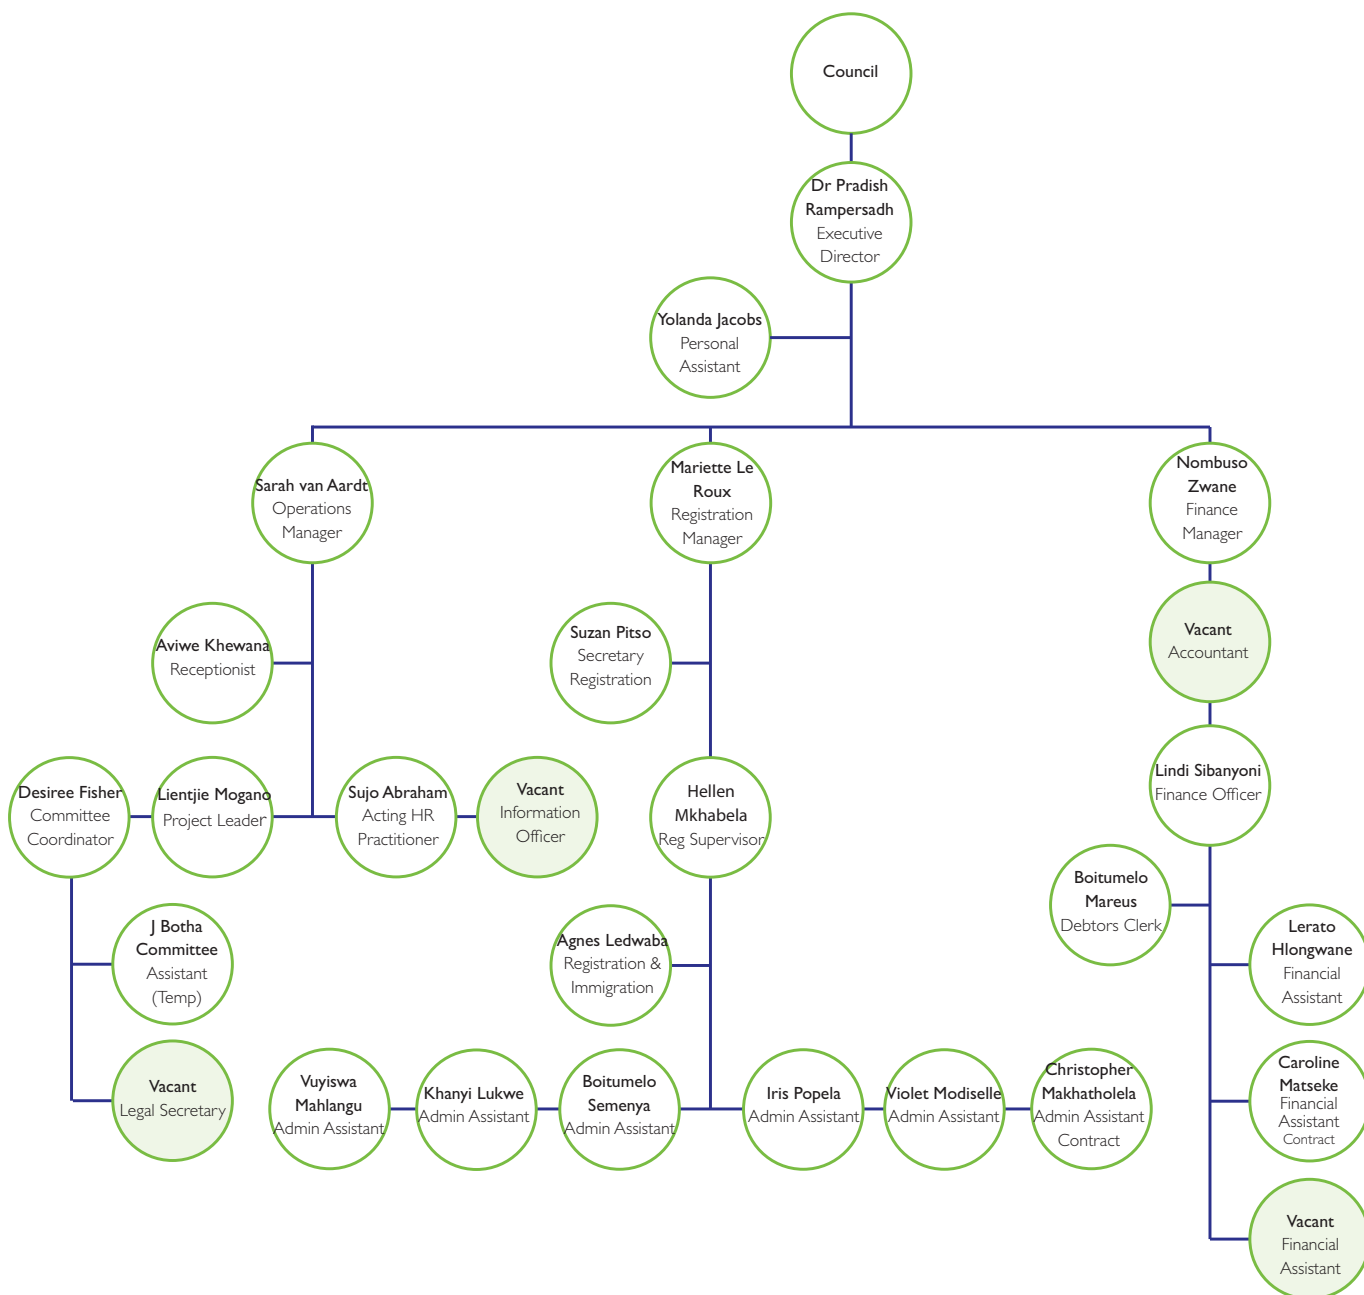 Council
Dr Pradish
Rampersadh
Executive
Director
Yolanda Jacobs
Personal
Assistant
Sarah van Aardt
Operations
Manager
Mariette Le
Roux
Registration
Manager
Nombuso
Zwane
Finance
Manager
Aviwe Khewana
Receptionist
Suzan Pitso
Secretary
Registration
Vacant
Accountant
Desiree Fisher
Committee
Coordinator
Lientjie Mogano
Project Leader
Sujo Abraham
Acting HR
Practitioner
Vacant
Information
Officer
Hellen
Mkhabela
Reg Supervisor
Lindi Sibanyoni
Finance Officer
J Botha
Committee
Assistant
(Temp)
Agnes Ledwaba
Registration &
Immigration
Boitumelo
Mareus
Debtors Clerk
Lerato
Hlongwane
Financial
Assistant
Vacant
Legal Secretary
Vuyiswa
Mahlangu
Admin Assistant
Khanyi Lukwe
Admin Assistant
Boitumelo
Semenya
Admin Assistant
Iris Popela
Admin Assistant
Violet Modiselle
Admin Assistant
Christopher
Makhatholela
Admin Assistant
Contract
Caroline
Matseke
Financial
Assistant
Contract
Vacant
Financial
Assistant